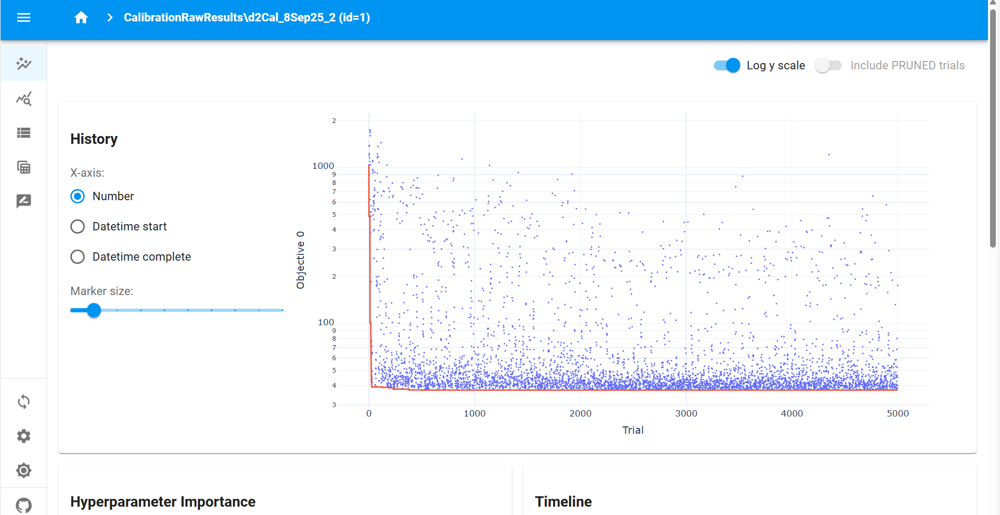 CalibrationRawResults\d2Cal_8Sep25_2 (id=1)
Log y scale
Include PRUNED trials
History
X-axis:
Number
Datetime start
Datetime complete
Marker size:
Objective 0
2
1000
9
8
7
6
5
4
3
2
100
9
8
7
6
5
4
3
0
1000
2000
3000
4000
5000
Trial
Hyperparameter Importance
Timeline